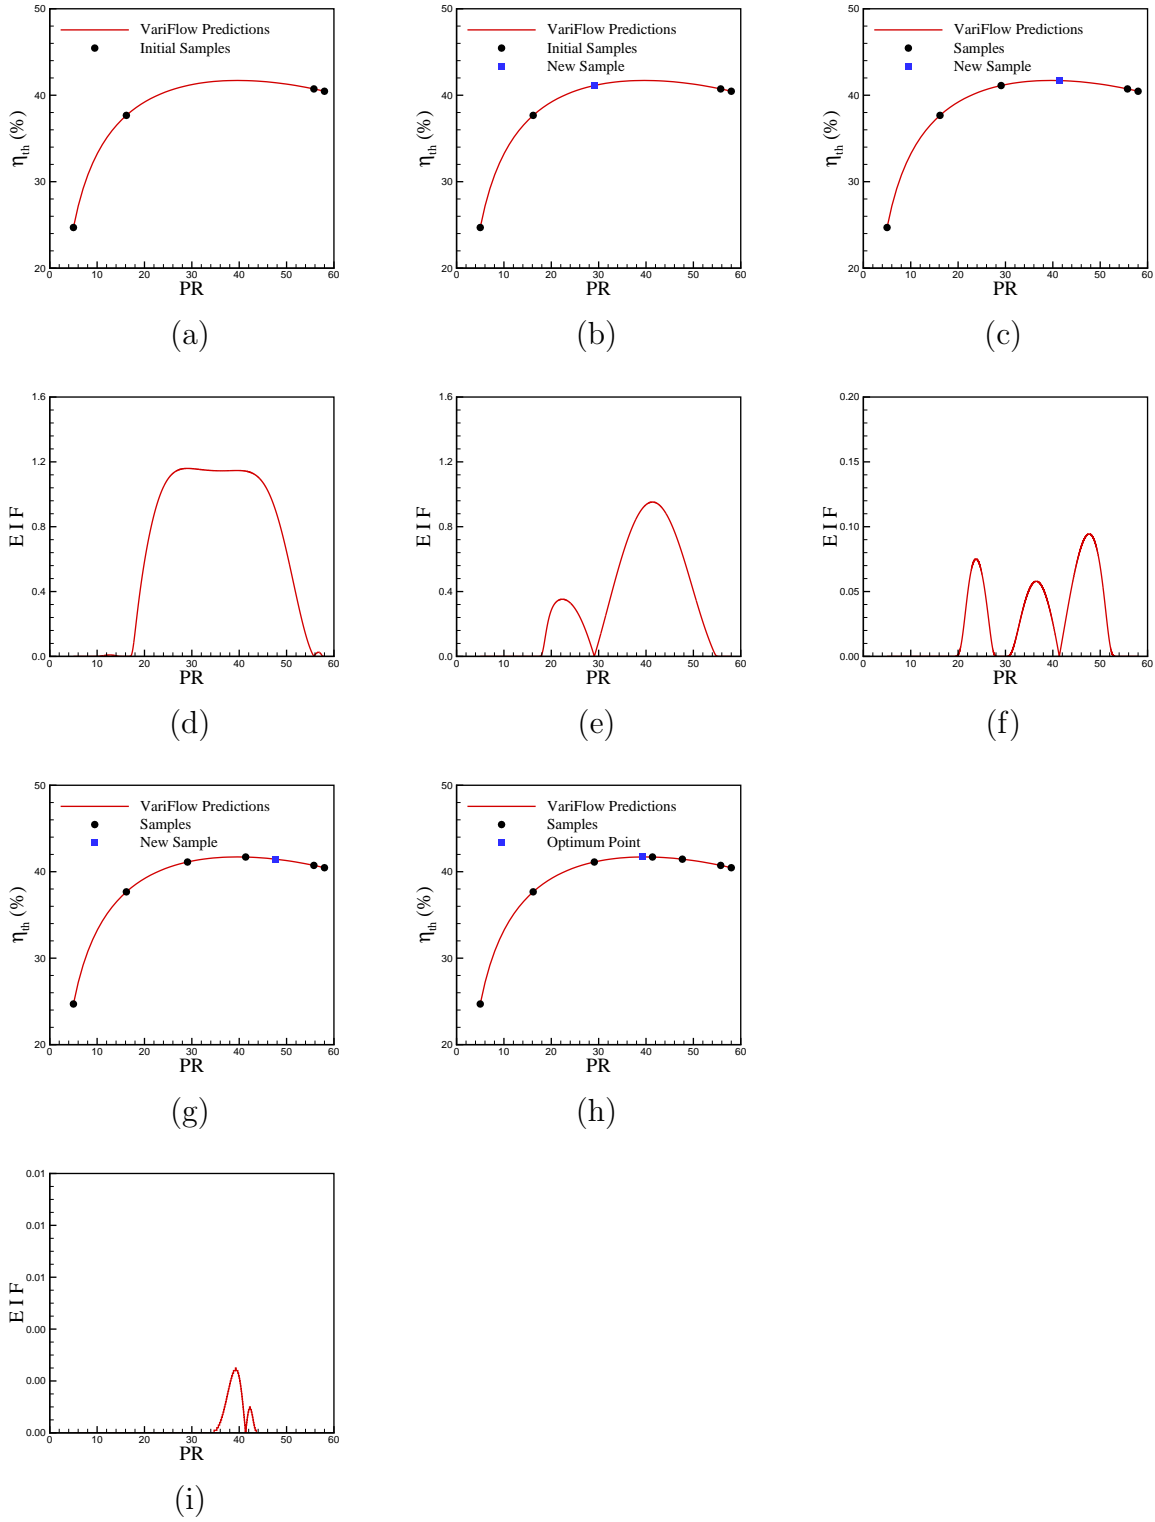 50
40
30
20
η_th (%)
VariFlow Predictions
Initial Samples
0 10 20 30 40 50 60
PR
(a)
50
40
30
20
η_th (%)
VariFlow Predictions
Initial Samples
New Sample
0 10 20 30 40 50 60
PR
(b)
50
40
30
20
η_th (%)
VariFlow Predictions
Samples
New Sample
0 10 20 30 40 50 60
PR
(c)
1.6
1.2
0.8
0.4
0.0
E I F
0 10 20 30 40 50 60
PR
(d)
1.6
1.2
0.8
0.4
0.0
E I F
0 10 20 30 40 50 60
PR
(e)
0.20
0.15
0.10
0.05
0.00
E I F
0 10 20 30 40 50 60
PR
(f)
50
40
30
20
η_th (%)
VariFlow Predictions
Samples
New Sample
0 10 20 30 40 50 60
PR
(g)
50
40
30
20
η_th (%)
VariFlow Predictions
Samples
Optimum Point
0 10 20 30 40 50 60
PR
(h)
0.01
0.01
0.01
0.00
0.00
0.00
E I F
0 10 20 30 40 50 60
PR
(i)